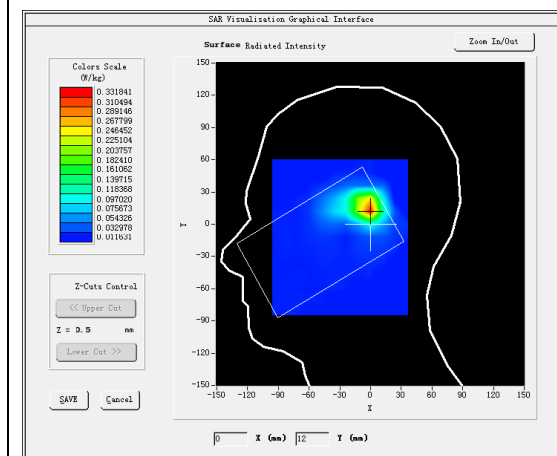 SAR Visualisation Graphical Interface
Surface Radiated Intensity
Zoom In/Out
Colors Scale
(W/kg)
0.331841
0.310494
0.289146
0.267799
0.246452
0.225104
0.203757
0.182410
0.161062
0.139715
0.118368
0.097020
0.075673
0.054326
0.032978
0.011631
Z-Cuts Control
<< Upper Cut
Z = 3.5 mm
Lower Cut >>
SAVE Cancel
150
120
90
60
30
0
-30
-60
-90
-120
-150
Y
-150 -120 -90 -60 -30 0 30 60 90 120 150
X
0 X (mm) 12 Y (mm)